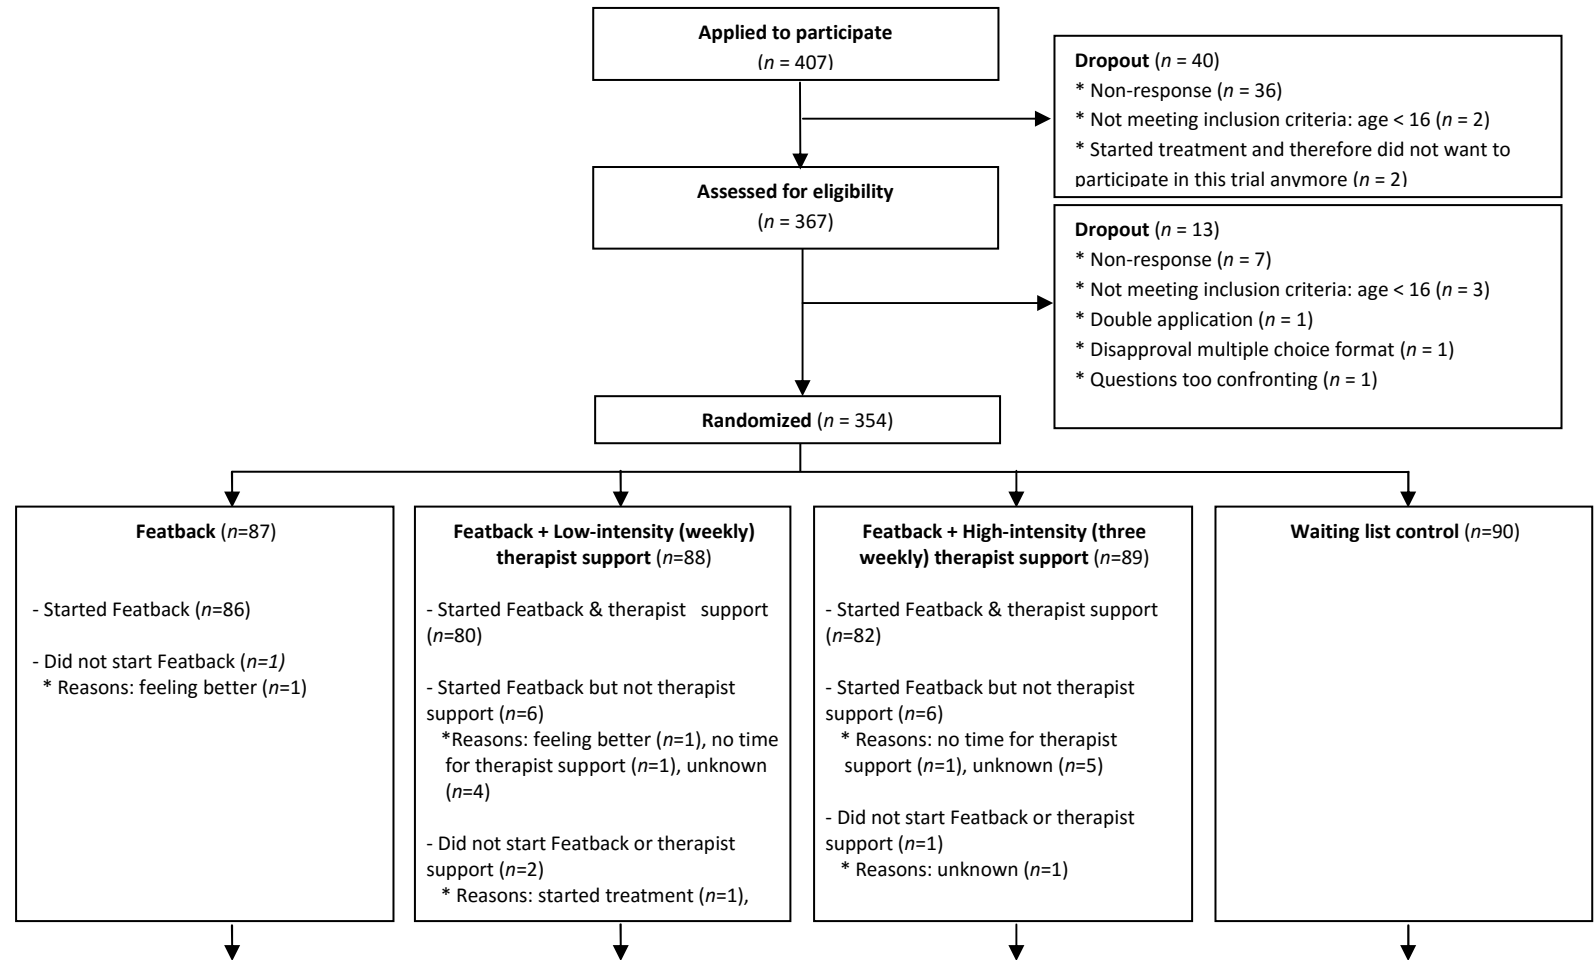 Applied to participate
(n = 407)
Dropout (n = 40)
* Non-response (n = 36)
* Not meeting inclusion criteria: age < 16 (n = 2)
* Started treatment and therefore did not want to
participate in this trial anymore (n = 2)
Assessed for eligibility
(n = 367)
Dropout (n = 13)
* Non-response (n = 7)
* Not meeting inclusion criteria: age < 16 (n = 3)
* Double application (n = 1)
* Disapproval multiple choice format (n = 1)
* Questions too confronting (n = 1)
Randomized (n = 354)
Featback (n=87)
- Started Featback (n=86)
- Did not start Featback (n=1)
* Reasons: feeling better (n=1)
Featback + Low-intensity (weekly)
therapist support (n=88)
- Started Featback & therapist support
(n=80)
- Started Featback but not therapist
support (n=6)
*Reasons: feeling better (n=1), no time
for therapist support (n=1), unknown
(n=4)
- Did not start Featback or therapist
support (n=2)
* Reasons: started treatment (n=1),
Featback + High-intensity (three
weekly) therapist support (n=89)
- Started Featback & therapist support
(n=82)
- Started Featback but not therapist
support (n=6)
* Reasons: no time for therapist
support (n=1), unknown (n=5)
- Did not start Featback or therapist
support (n=1)
* Reasons: unknown (n=1)
Waiting list control (n=90)